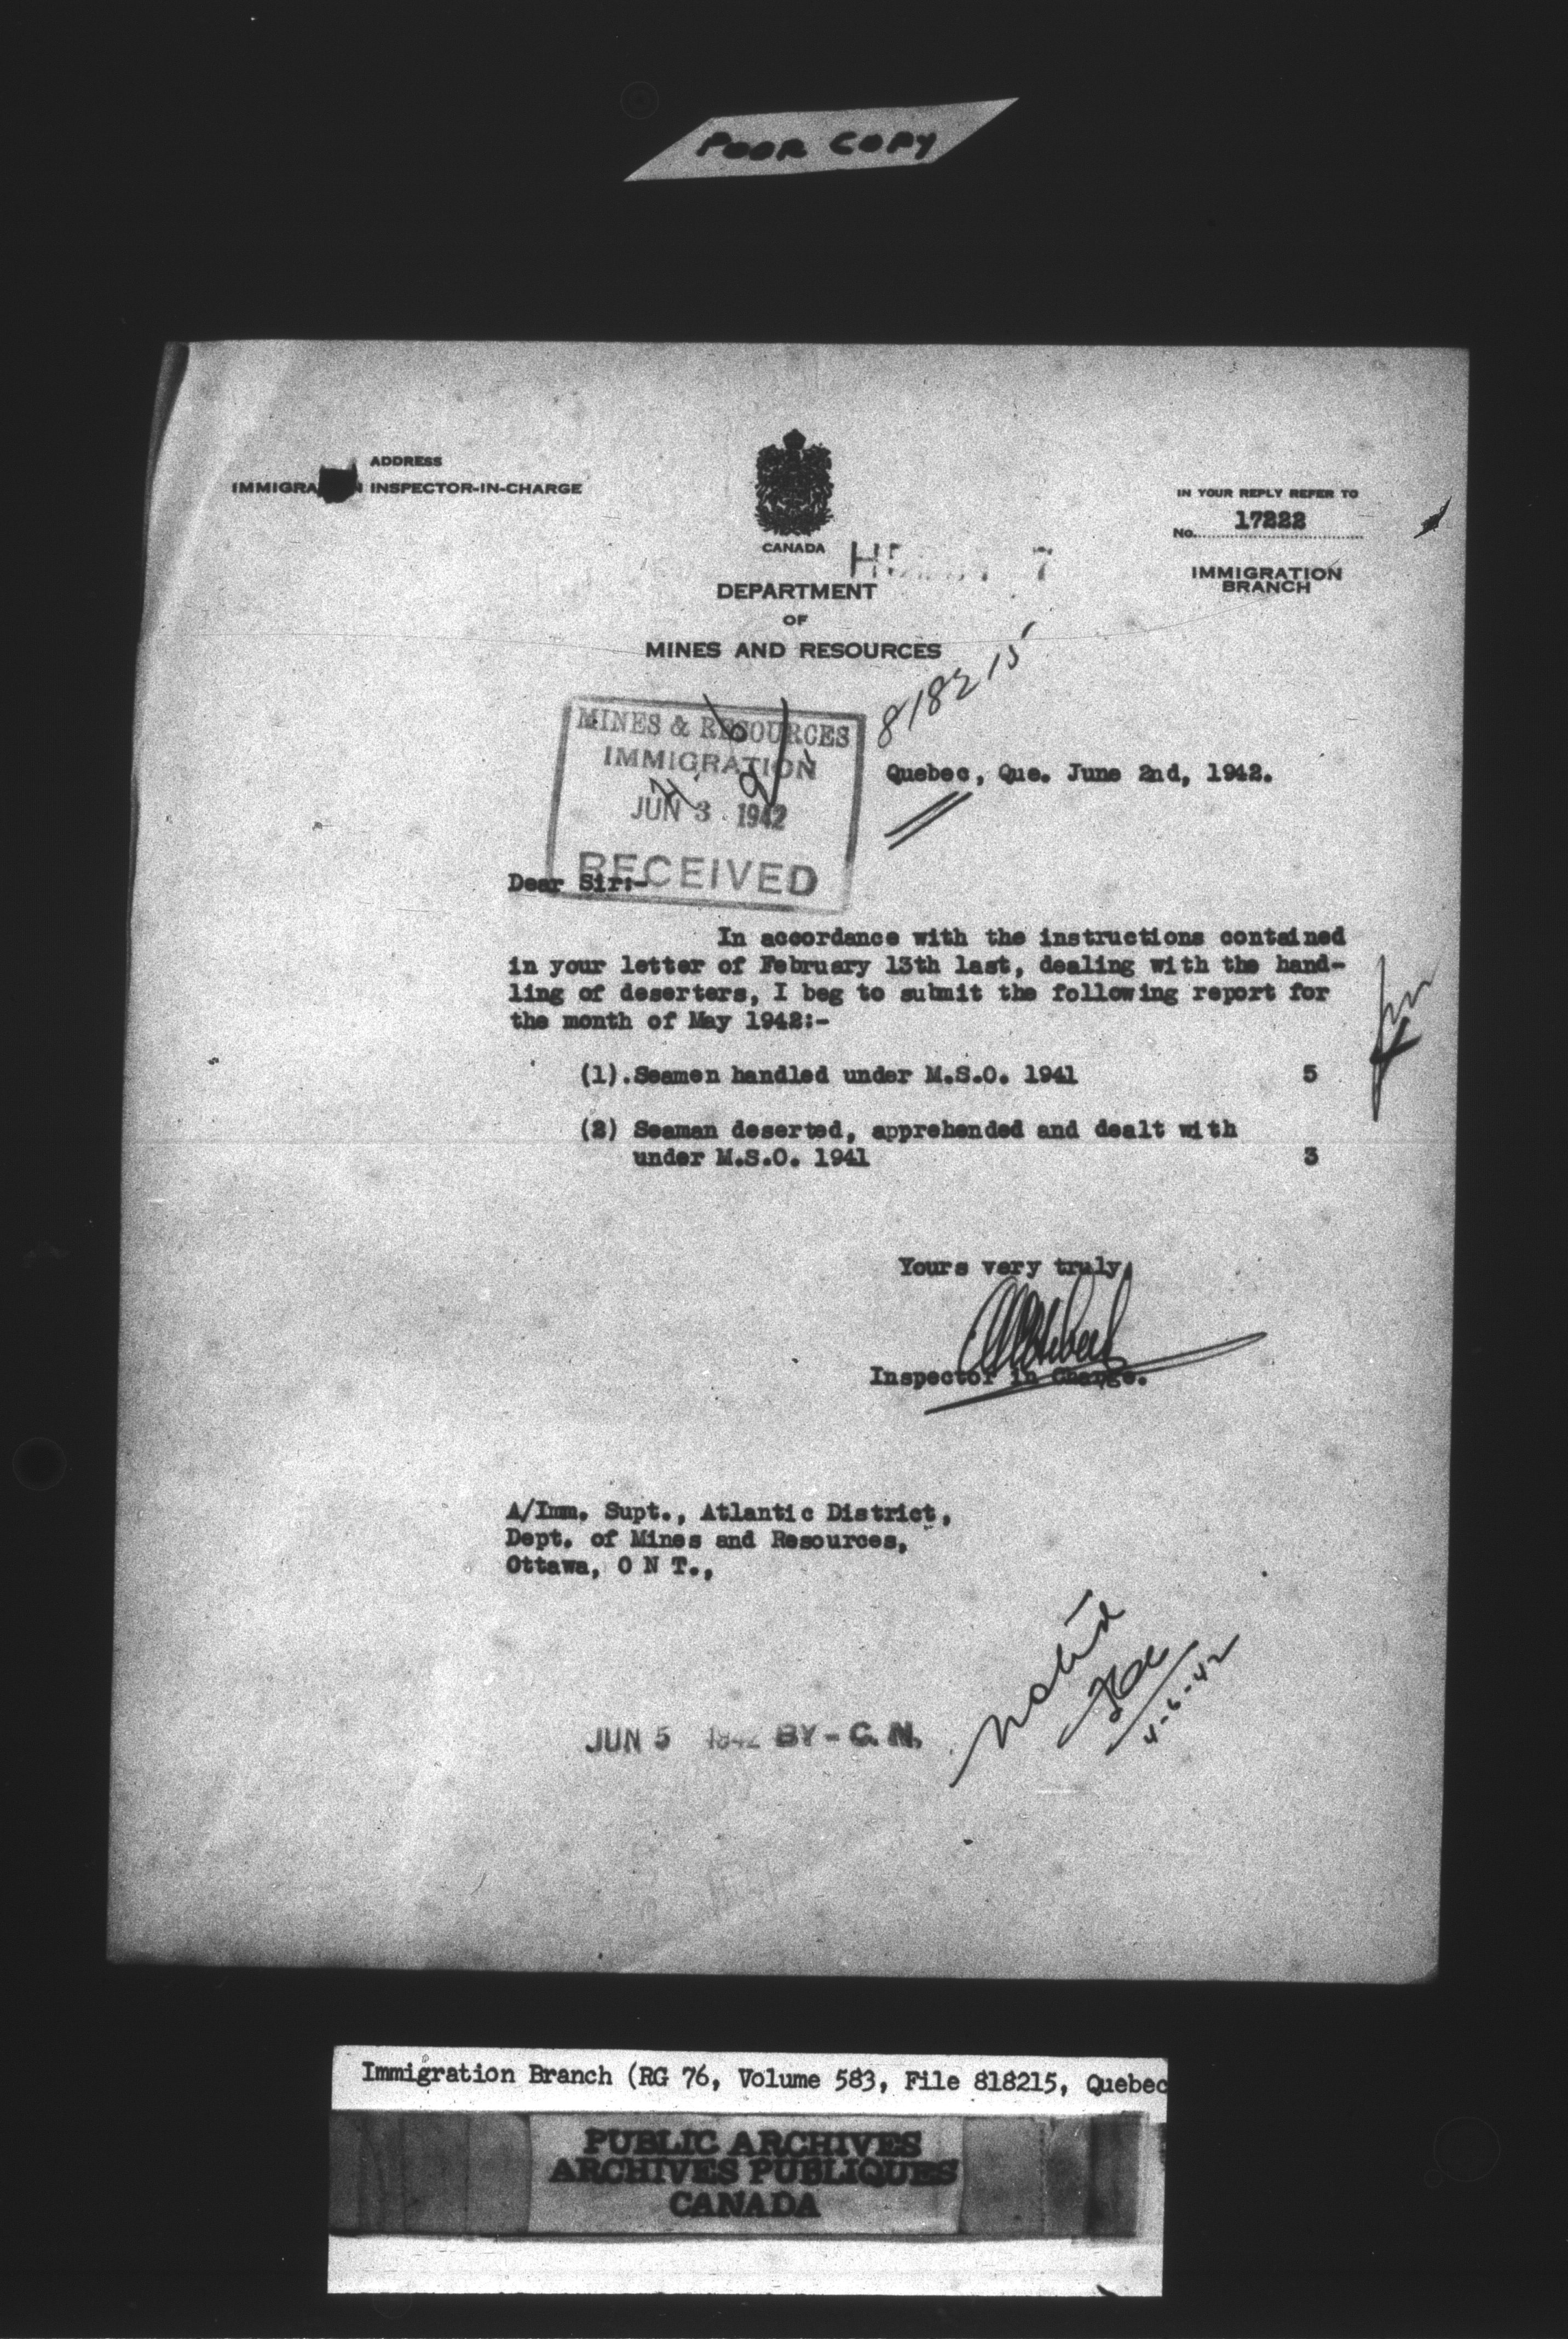 POOR COPY
ADDRESS
IMMIGRA N INSPECTOR-IN-CHARGE
IN YOUR REPLY REFER TO
No. 17222
IMMIGRATION
BRANCH
CANADA
DEPARTMENT
OF
MINES AND RESOURCES
818215
MINES & RESOURCES
IMMIGRATION
JUN 3 1942
RECEIVED
Quebec, Que. June 2nd, 1942.
Dear Sir:-
In accordance with the instructions contained
in your letter of February 13th last, dealing with the hand-
ling of deserters, I beg to submit the following report for
the month of May 1942:-
(1). Seamen handled under M.S.O. 1941 5
(2) Seaman deserted, apprehended and dealt with
under M.S.O. 1941 3
Yours very truly,
Inspector in Charge.
A/Imm. Supt., Atlantic District,
Dept. of Mines and Resources,
Ottawa, O N T.,
noted
4-6-42
JUN 5 1942 BY - C. N.
Immigration Branch (RG 76, Volume 583, File 818215, Quebec
PUBLIC ARCHIVES
ARCHIVES PUBLIQUES
CANADA